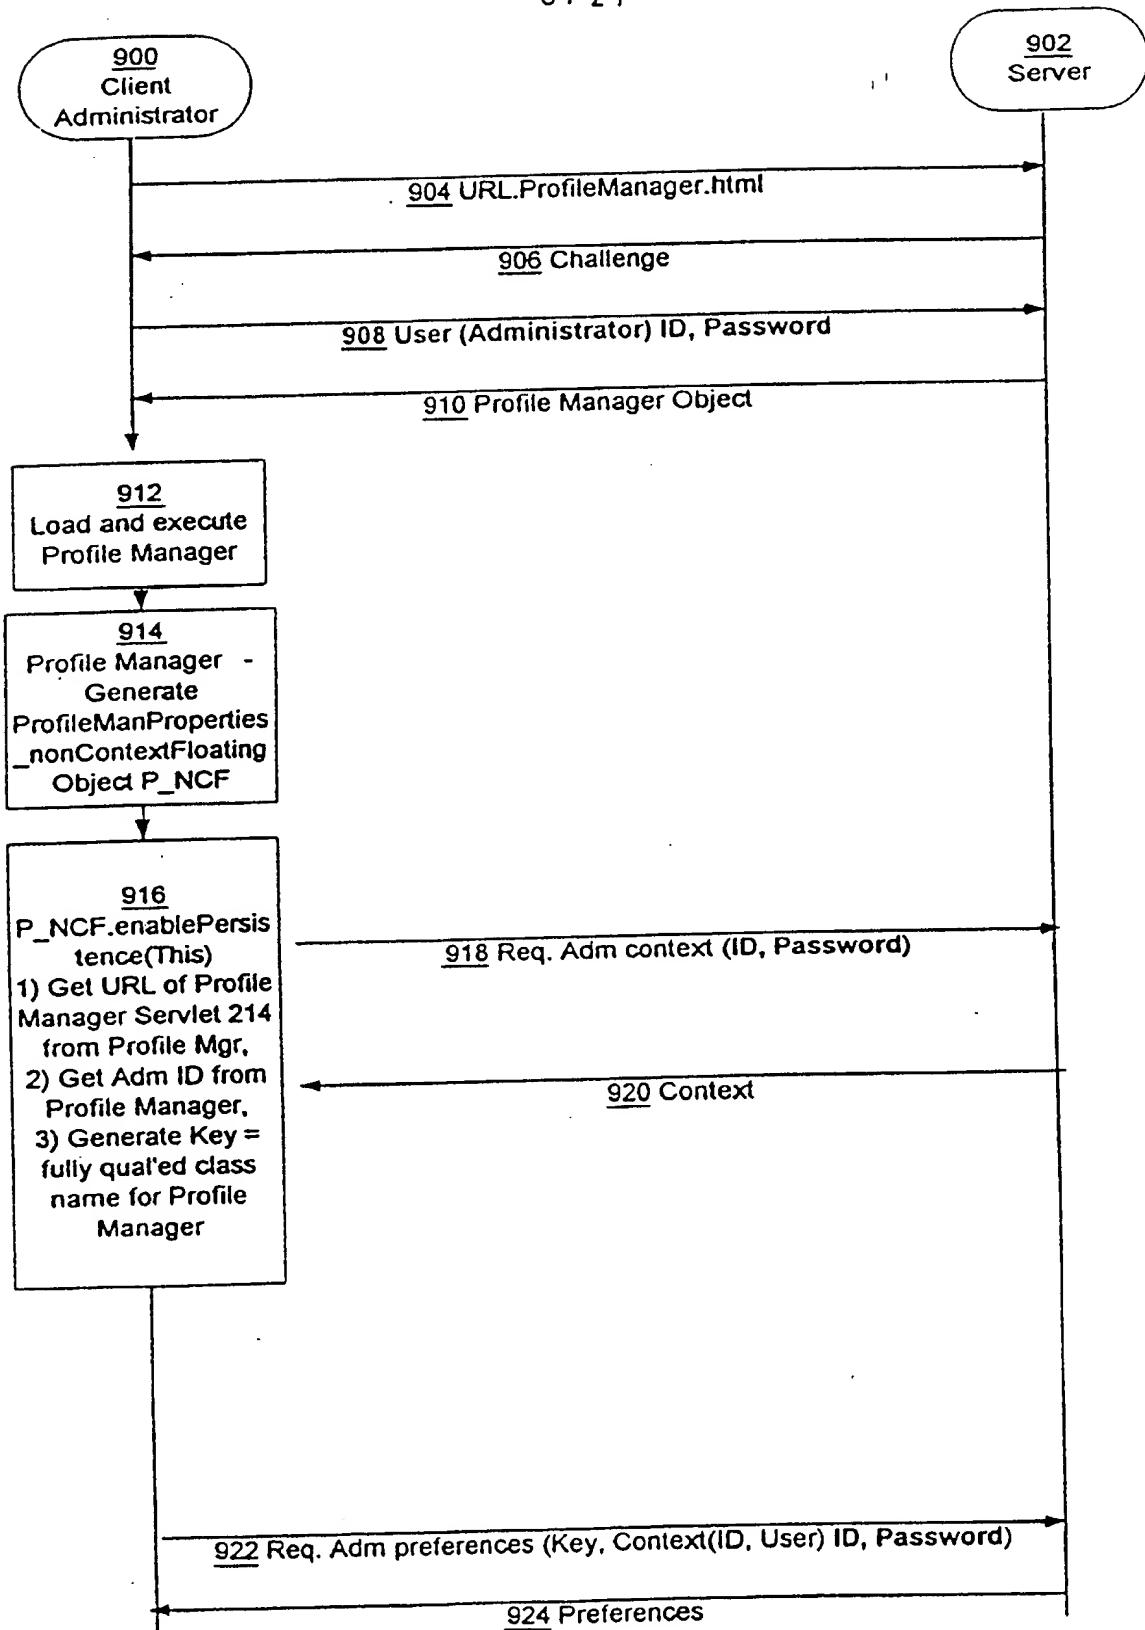 900
Client
Administrator
902
Server
904 URL.ProfileManager.html
906 Challenge
908 User (Administrator) ID, Password
910 Profile Manager Object
912
Load and execute
Profile Manager
914
Profile Manager -
Generate
ProfileManProperties
_nonContextFloating
Object P_NCF
916
P_NCF.enablePersis
tence(This)
1) Get URL of Profile
Manager Servlet 214
from Profile Mgr,
2) Get Adm ID from
Profile Manager,
3) Generate Key =
fully qual'ed class
name for Profile
Manager
918 Req. Adm context (ID, Password)
920 Context
922 Req. Adm preferences (Key, Context(ID, User) ID, Password)
924 Preferences